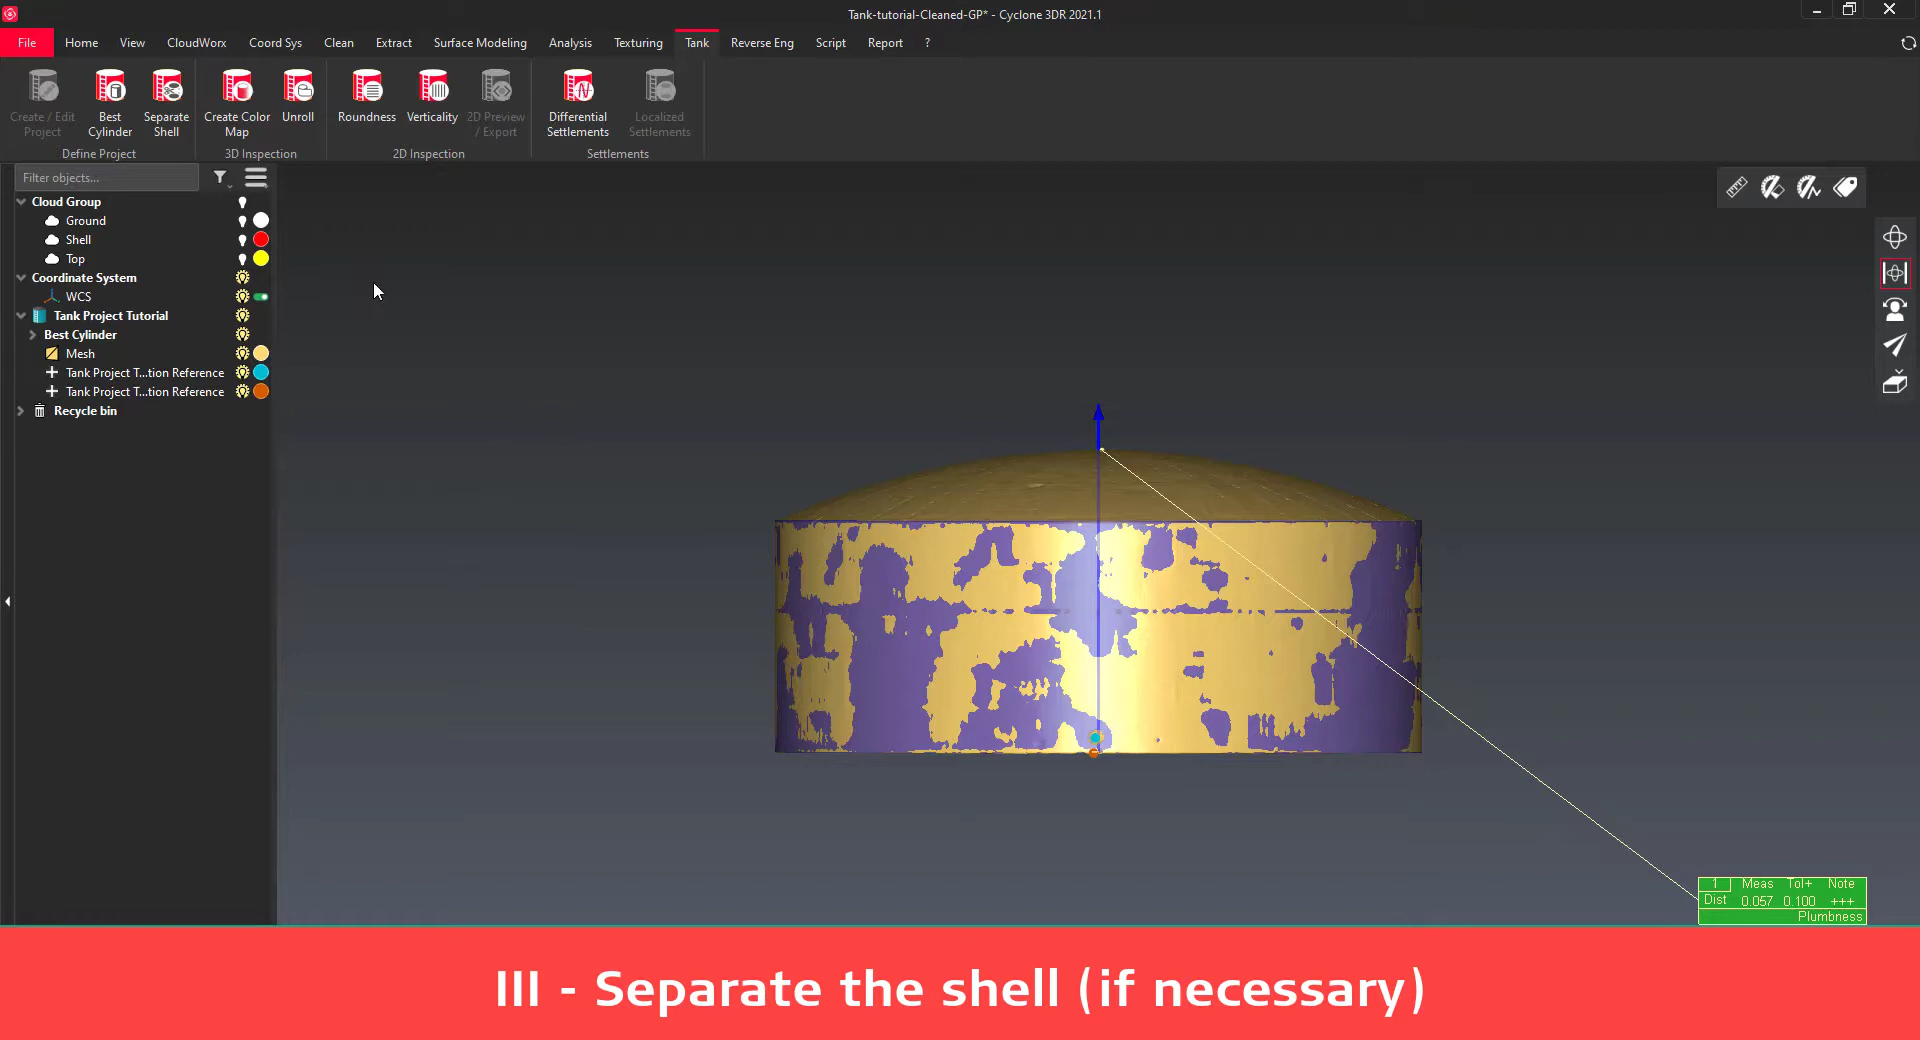 Tank-tutorial-Cleaned-GP* - Cyclone 3DR 2021.1
File Home View CloudWorx Coord Sys Clean Extract Surface Modeling Analysis Texturing Tank Reverse Eng Script Report ?
Create / Edit Project
Best Cylinder
Separate Shell
Create Color Map
Unroll
Roundness
Verticality
2D Preview / Export
Differential Settlements
Localized Settlements
Define Project
3D Inspection
2D Inspection
Settlements
Filter objects...
Cloud Group
Ground
Shell
Top
Coordinate System
WCS
Tank Project Tutorial
Best Cylinder
Mesh
Tank Project T...tion Reference
Tank Project T...tion Reference
Recycle bin
1 Meas Tol+ Note
Dist 0.057 0.100 +++
Plumbness
III - Separate the shell (if necessary)